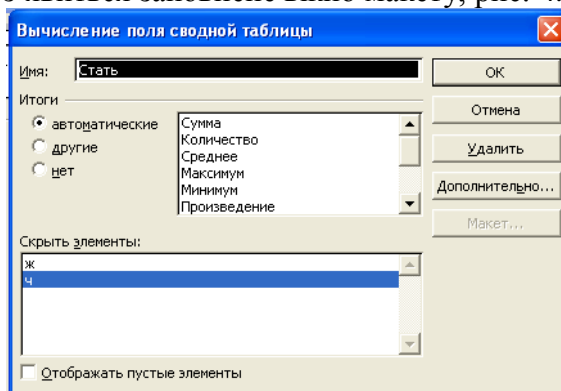 Вычисление поля сводной таблицы
Имя: Стать
ОК
Итоги
Отмена
автоматические
другие
нет
Сумма
Количество
Среднее
Максимум
Минимум
Произведение
Удалить
Дополнительно...
Макет...
Скрыть элементы:
ж
ч
Отображать пустые элементы